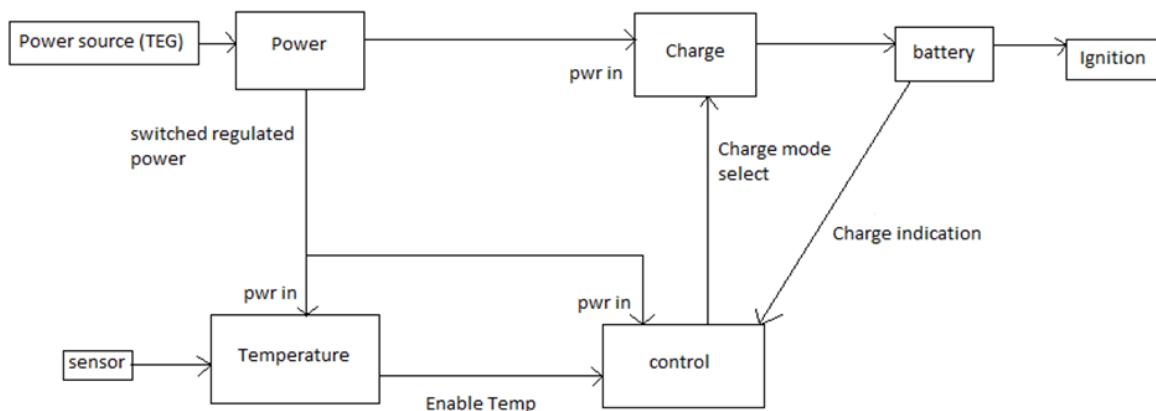 Power source (TEG)
Power
Charge
battery
Ignition
pwr in
switched regulated
power
Charge mode
select
Charge indication
pwr in
pwr in
sensor
Temperature
control
Enable Temp